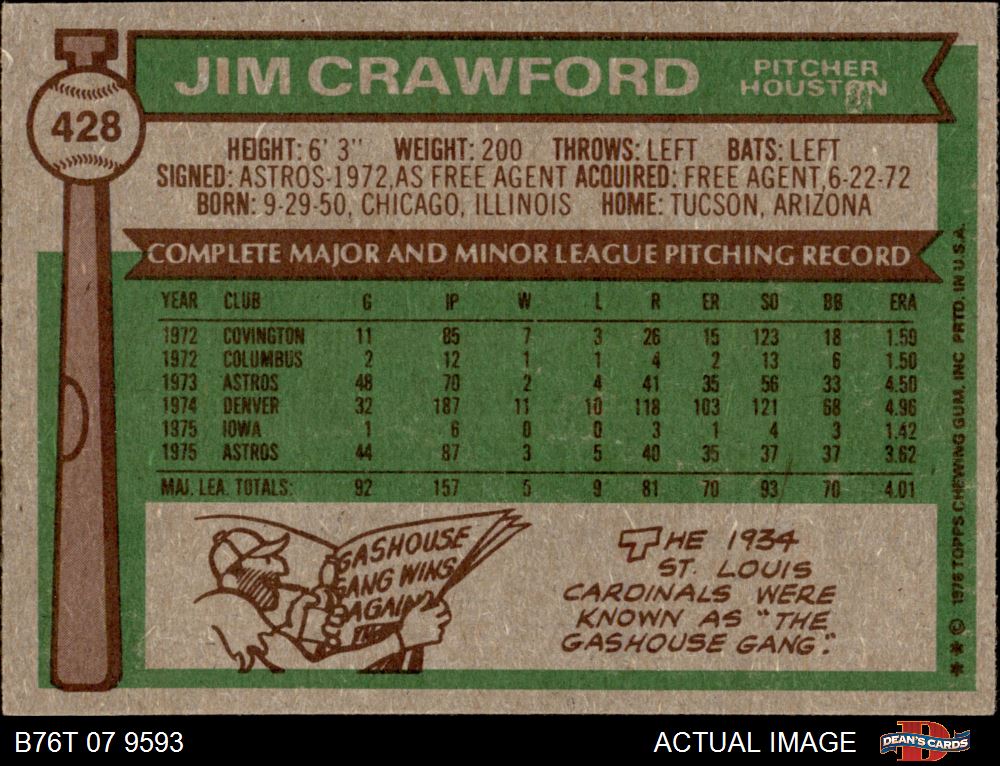 JIM CRAWFORD
PITCHER
HOUSTON
428
HEIGHT: 6' 3" WEIGHT: 200 THROWS: LEFT BATS: LEFT
SIGNED: ASTROS-1972, AS FREE AGENT ACQUIRED: FREE AGENT, 6-22-72
BORN: 9-29-50, CHICAGO, ILLINOIS HOME: TUCSON, ARIZONA
COMPLETE MAJOR AND MINOR LEAGUE PITCHING RECORD
YEAR CLUB G IP W L R ER SO BB ERA
1972 COVINGTON 11 85 7 3 26 15 123 18 1.59
1972 COLUMBUS 2 12 1 1 4 2 13 6 1.50
1973 ASTROS 48 70 2 4 41 35 56 33 4.50
1974 DENVER 32 187 11 10 118 103 121 68 4.96
1975 IOWA 1 6 0 0 3 1 4 3 1.42
1975 ASTROS 44 87 3 5 40 35 37 37 3.62
MAJ. LEA. TOTALS: 92 157 5 9 81 70 93 70 4.01
GASHOUSE
GANG WINS
AGAIN
THE 1934
ST. LOUIS
CARDINALS WERE
KNOWN AS "THE
GASHOUSE GANG."
** © 1976 TOPPS CHEWING GUM, INC PRTD. IN U.S.A.
B76T 07 9593
ACTUAL IMAGE
DEAN'S CARDS